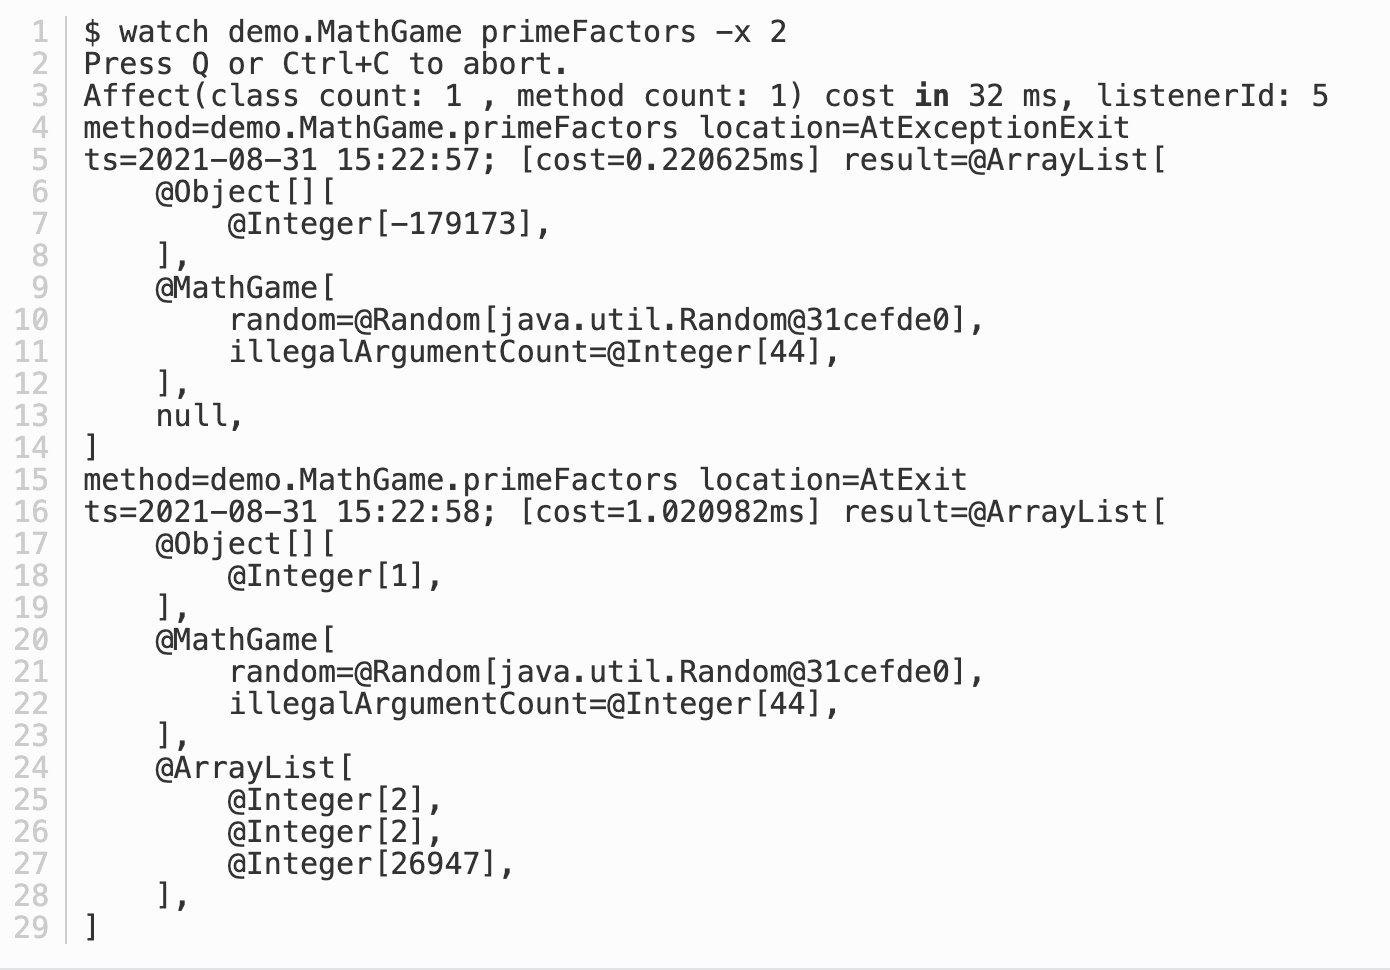 1 $ watch demo.MathGame primeFactors -x 2
2 Press Q or Ctrl+C to abort.
3 Affect(class count: 1 , method count: 1) cost in 32 ms, listenerId: 5
4 method=demo.MathGame.primeFactors location=AtExceptionExit
5 ts=2021-08-31 15:22:57; [cost=0.220625ms] result=@ArrayList[
6     @Object[][
7         @Integer[-179173],
8     ],
9     @MathGame[
10         random=@Random[java.util.Random@31cefde0],
11         illegalArgumentCount=@Integer[44],
12     ],
13     null,
14 ]
15 method=demo.MathGame.primeFactors location=AtExit
16 ts=2021-08-31 15:22:58; [cost=1.020982ms] result=@ArrayList[
17     @Object[][
18         @Integer[1],
19     ],
20     @MathGame[
21         random=@Random[java.util.Random@31cefde0],
22         illegalArgumentCount=@Integer[44],
23     ],
24     @ArrayList[
25         @Integer[2],
26         @Integer[2],
27         @Integer[26947],
28     ],
29 ]